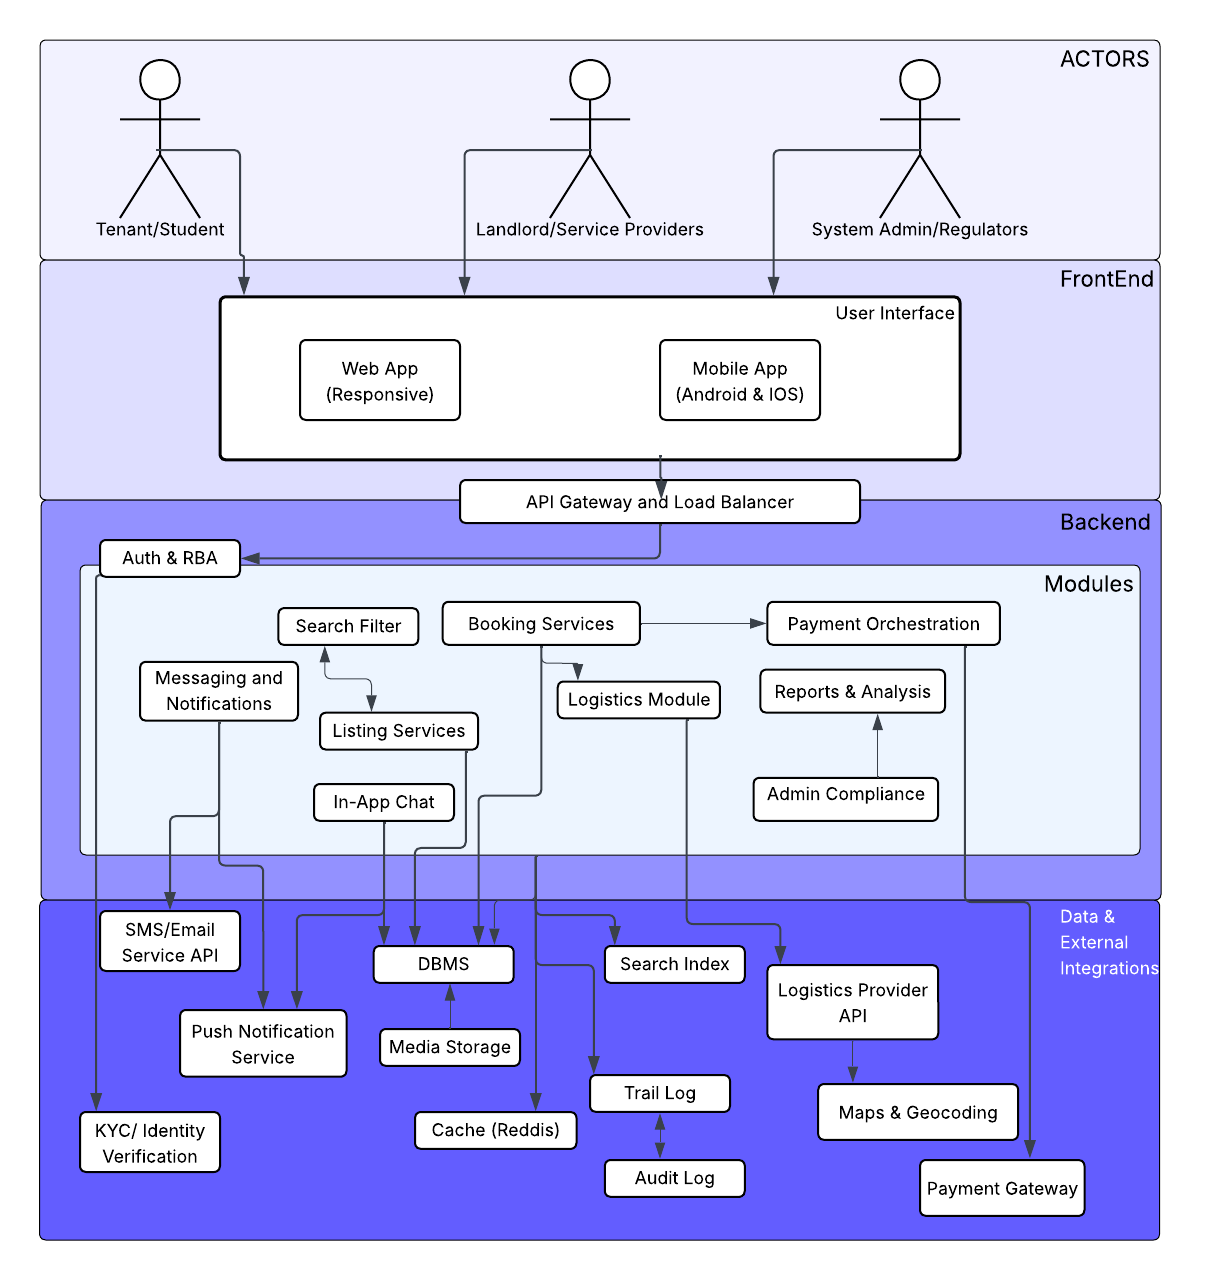 ACTORS
Tenant/Student
Landlord/Service Providers
System Admin/Regulators
FrontEnd
User Interface
Web App
(Responsive)
Mobile App
(Android & IOS)
API Gateway and Load Balancer
Backend
Auth & RBA
Modules
Search Filter
Booking Services
Payment Orchestration
Messaging and
Notifications
Logistics Module
Reports & Analysis
Listing Services
In-App Chat
Admin Compliance
Data &
External
Integrations
SMS/Email
Service API
DBMS
Search Index
Logistics Provider
API
Push Notification
Service
Media Storage
Trail Log
Maps & Geocoding
KYC/ Identity
Verification
Cache (Reddis)
Audit Log
Payment Gateway